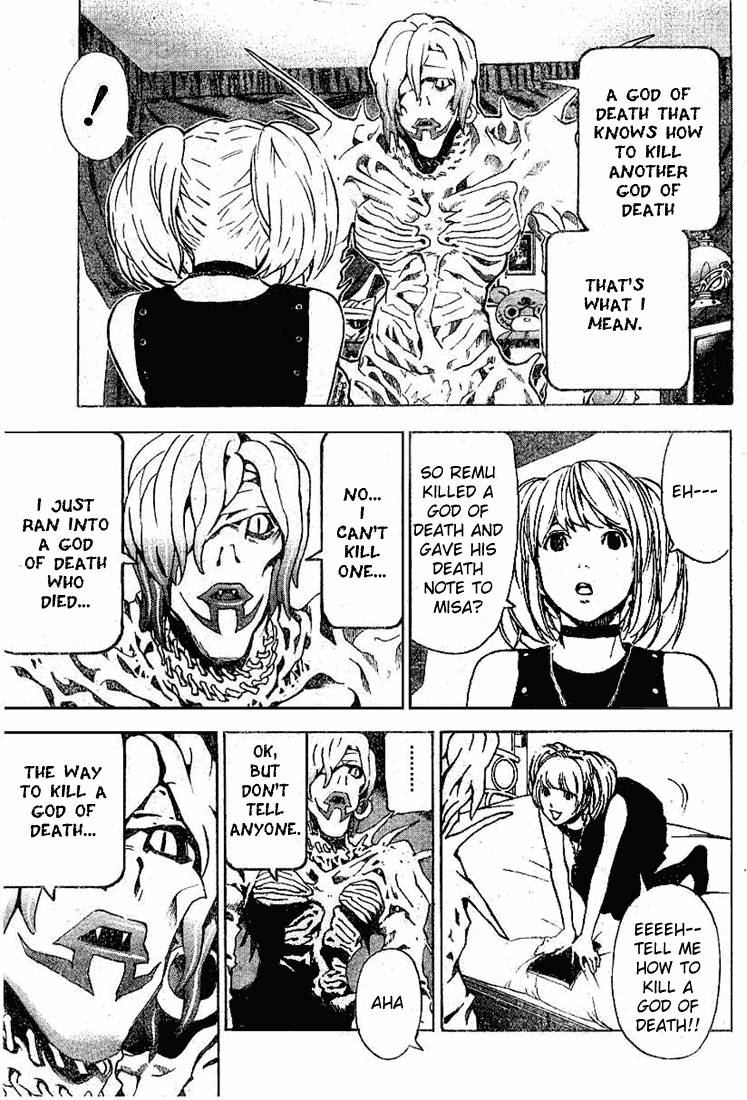 A GOD OF
DEATH THAT
KNOWS HOW
TO KILL
ANOTHER
GOD OF
DEATH
THAT'S
WHAT I
MEAN.
!
EH---
SO REMU
KILLED A
GOD OF
DEATH AND
GAVE HIS
DEATH
NOTE TO
MISA?
NO...
I
CAN'T
KILL
ONE...
I JUST
RAN INTO
A GOD
OF DEATH
WHO
DIED...
EEEEH--
TELL ME
HOW TO
KILL A
GOD OF
DEATH!!
........
OK,
BUT
DON'T
TELL
ANYONE.
AHA
THE WAY
TO KILL A
GOD OF
DEATH...